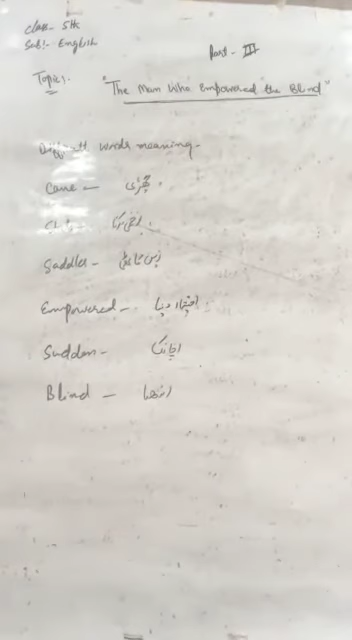 Class- 5th
Sub:- English
Part - III
Topic:- "The Man Who Empowered the Blind"
Difficult words meaning-
Cane - چھڑی
Saddler-
Empowered - اختیار دینا
Sudden - اچانک
Blind - اندھا